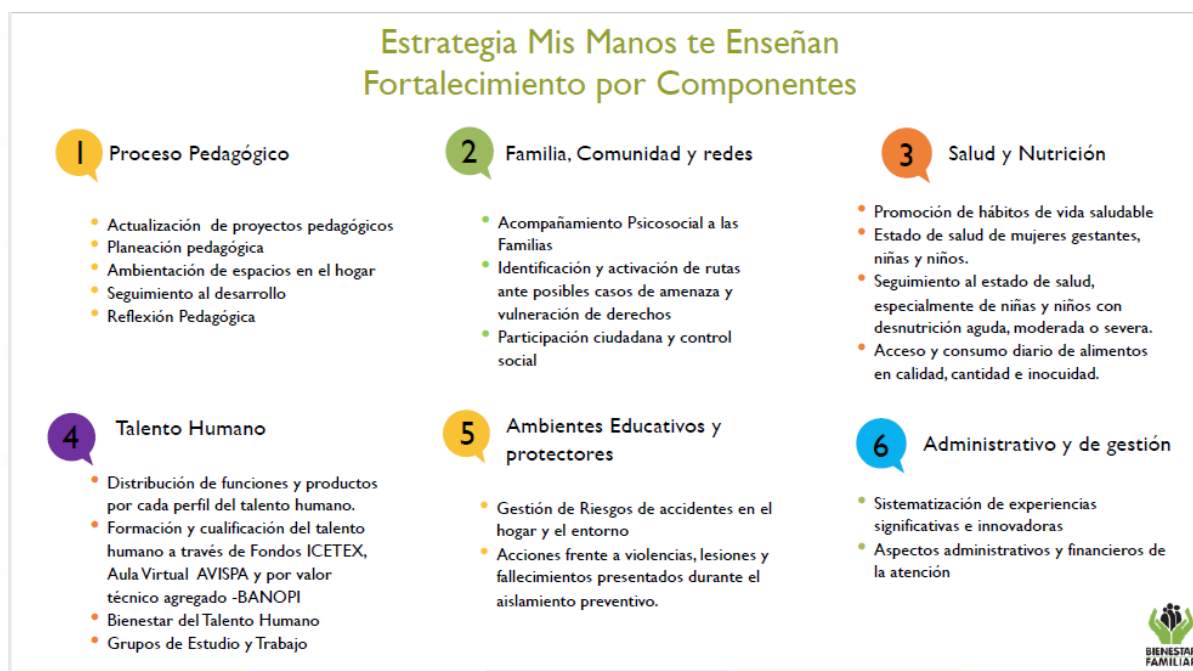 Estrategia Mis Manos te Enseñan
Fortalecimiento por Componentes
1 Proceso Pedagógico
• Actualización de proyectos pedagógicos
• Planeación pedagógica
• Ambientación de espacios en el hogar
• Seguimiento al desarrollo
• Reflexión Pedagógica
2 Familia, Comunidad y redes
• Acompañamiento Psicosocial a las
Familias
• Identificación y activación de rutas
ante posibles casos de amenaza y
vulneración de derechos
• Participación ciudadana y control
social
3 Salud y Nutrición
• Promoción de hábitos de vida saludable
• Estado de salud de mujeres gestantes,
niñas y niños.
• Seguimiento al estado de salud,
especialmente de niñas y niños con
desnutrición aguda, moderada o severa.
• Acceso y consumo diario de alimentos
en calidad, cantidad e inocuidad.
4 Talento Humano
• Distribución de funciones y productos
por cada perfil del talento humano.
• Formación y cualificación del talento
humano a través de Fondos ICETEX,
Aula Virtual AVISPA y por valor
técnico agregado -BANOPI
• Bienestar del Talento Humano
• Grupos de Estudio y Trabajo
5 Ambientes Educativos y
protectores
• Gestión de Riesgos de accidentes en el
hogar y el entorno
• Acciones frente a violencias, lesiones y
fallecimientos presentados durante el
aislamiento preventivo.
6 Administrativo y de gestión
• Sistematización de experiencias
significativas e innovadoras
• Aspectos administrativos y financieros de
la atención
BIENESTAR
FAMILIAR